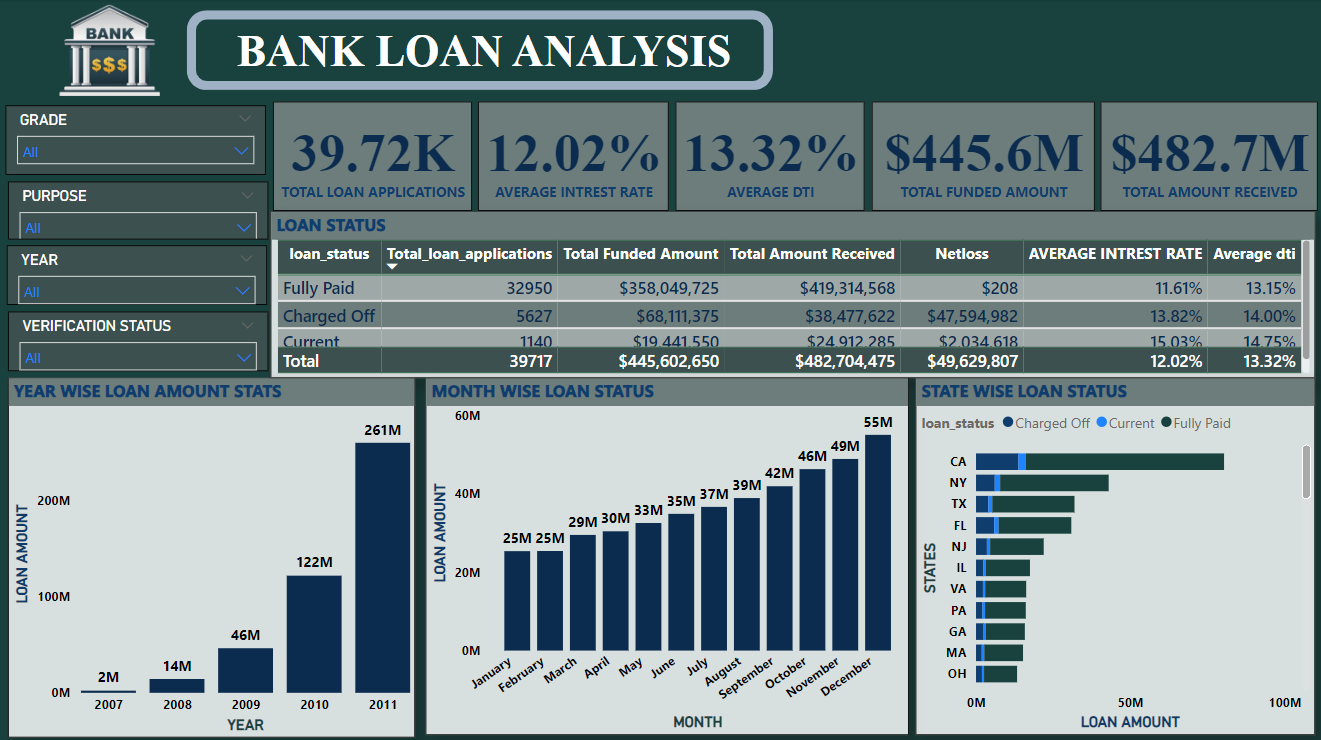 BANK
$$$
BANK LOAN ANALYSIS
GRADE
All
PURPOSE
All
YEAR
All
VERIFICATION STATUS
All
39.72K
TOTAL LOAN APPLICATIONS
12.02%
AVERAGE INTREST RATE
13.32%
AVERAGE DTI
$445.6M
TOTAL FUNDED AMOUNT
$482.7M
TOTAL AMOUNT RECEIVED
LOAN STATUS
loan_status Total_loan_applications Total Funded Amount Total Amount Received Netloss AVERAGE INTREST RATE Average dti
Fully Paid 32950 $358,049,725 $419,314,568 $208 11.61% 13.15%
Charged Off 5627 $68,111,375 $38,477,622 $47,594,982 13.82% 14.00%
Current 1140 $19,441,550 $24,912,285 $2,034,618 15.03% 14.75%
Total 39717 $445,602,650 $482,704,475 $49,629,807 12.02% 13.32%
YEAR WISE LOAN AMOUNT STATS
LOAN AMOUNT
200M
100M
0M
2M
14M
46M
122M
261M
2007 2008 2009 2010 2011
YEAR
MONTH WISE LOAN STATUS
LOAN AMOUNT
60M
40M
20M
0M
25M 25M 29M 30M 33M 35M 37M 39M 42M 46M 49M 55M
January February March April May June July August September October November December
MONTH
STATE WISE LOAN STATUS
loan_status Charged Off Current Fully Paid
STATES
CA
NY
TX
FL
NJ
IL
VA
PA
GA
MA
OH
0M 50M 100M
LOAN AMOUNT